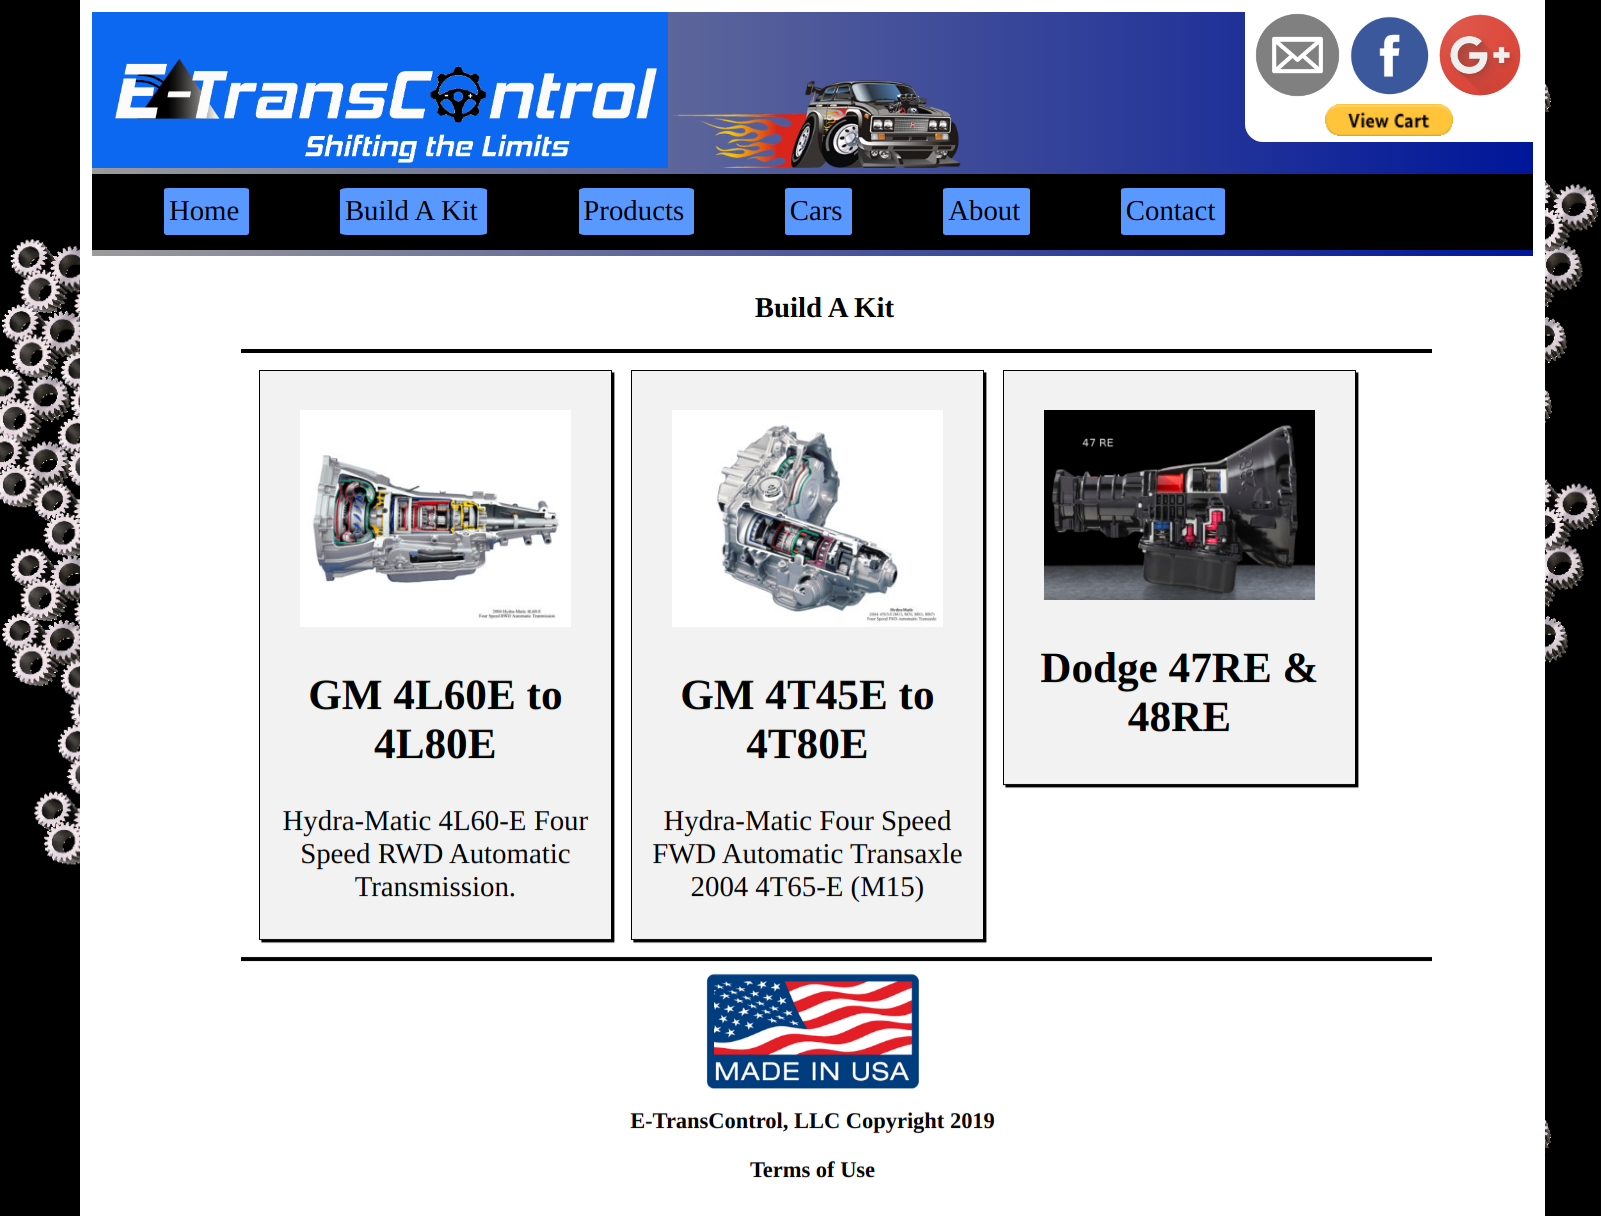 E-TransControl
Shifting the Limits
G+
View Cart
Home
Build A Kit
Products
Cars
About
Contact
Build A Kit
47 RE
GM 4L60E to
4L80E
Hydra-Matic 4L60-E Four
Speed RWD Automatic
Transmission.
GM 4T45E to
4T80E
Hydra-Matic Four Speed
FWD Automatic Transaxle
2004 4T65-E (M15)
Dodge 47RE &
48RE
MADE IN USA
E-TransControl, LLC Copyright 2019
Terms of Use